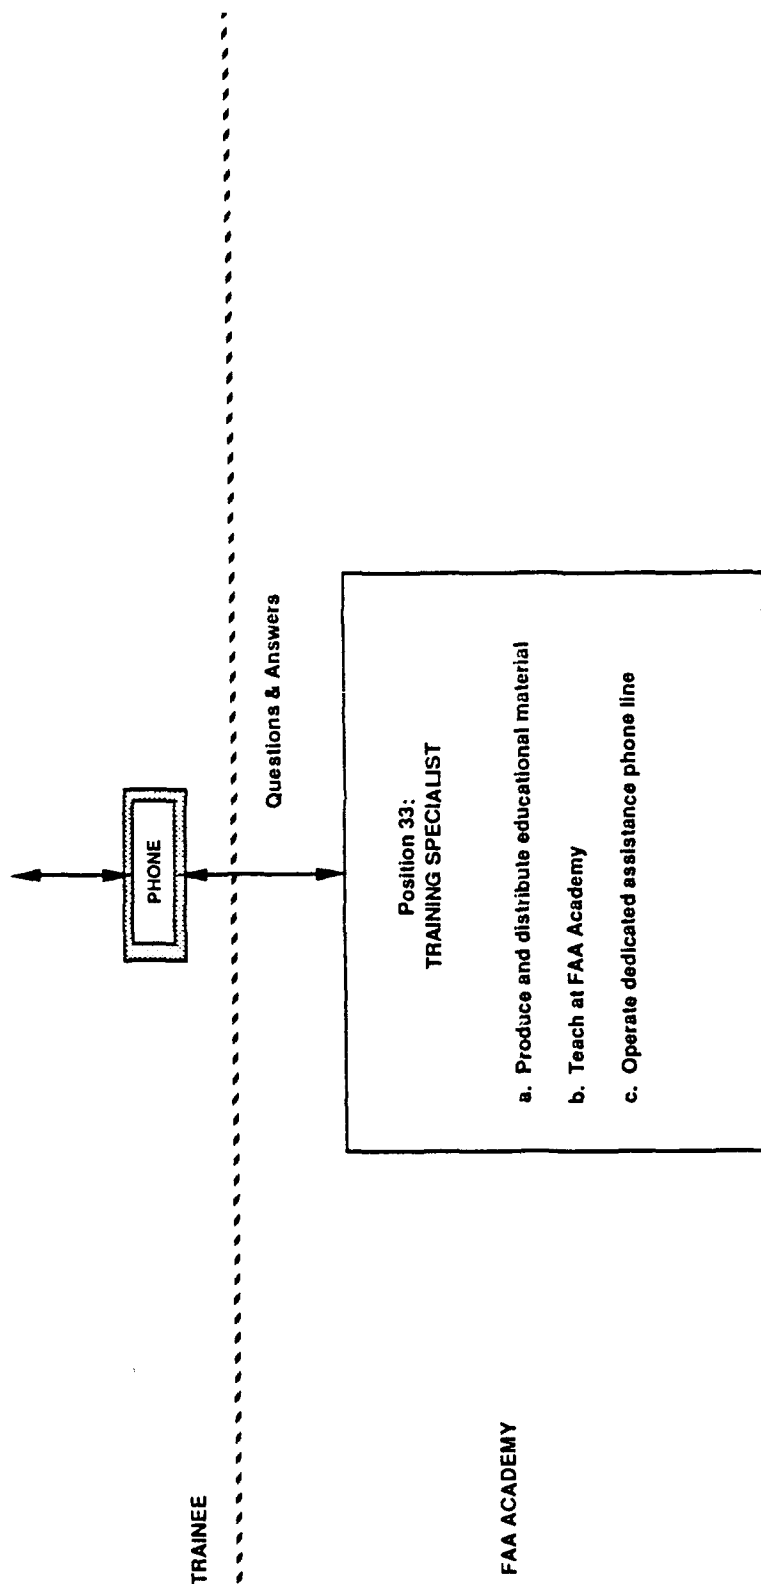 PHONE
TRAINEE
Questions & Answers
Position 33:
TRAINING SPECIALIST
a. Produce and distribute educational material
b. Teach at FAA Academy
c. Operate dedicated assistance phone line
FAA ACADEMY